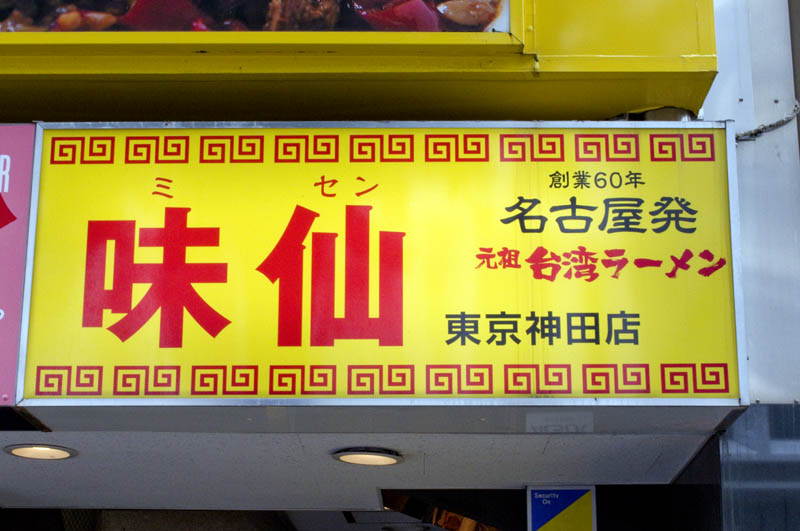 ミ セン
味仙
創業60年
名古屋発
元祖 台湾ラーメン
東京神田店
Security
On